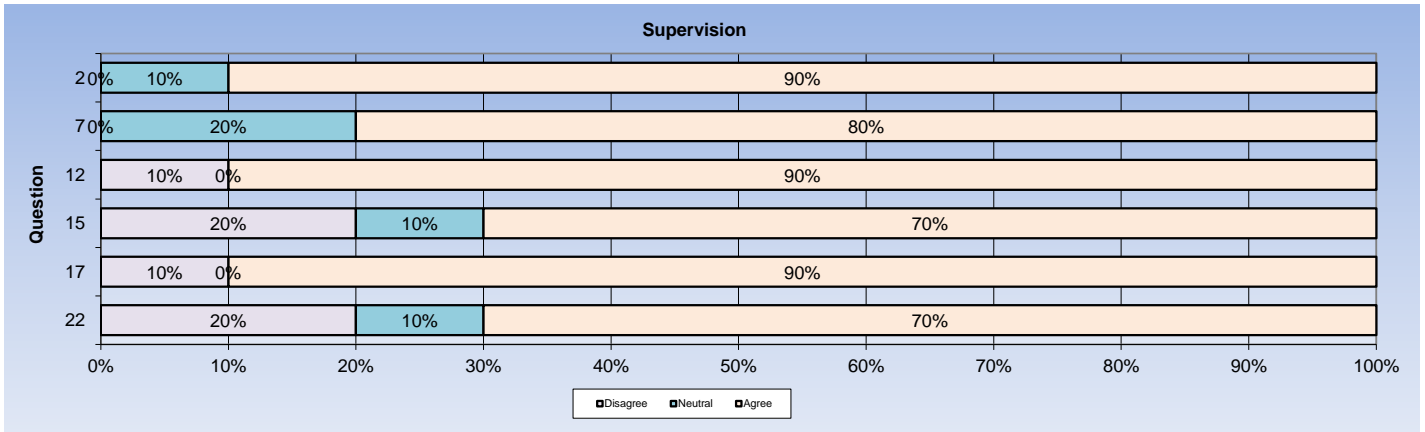 Supervision
Question
2 0% 10% 90%
7 0% 20% 80%
12 10% 0% 90%
15 20% 10% 70%
17 10% 0% 90%
22 20% 10% 70%
0% 10% 20% 30% 40% 50% 60% 70% 80% 90% 100%
Disagree Neutral Agree